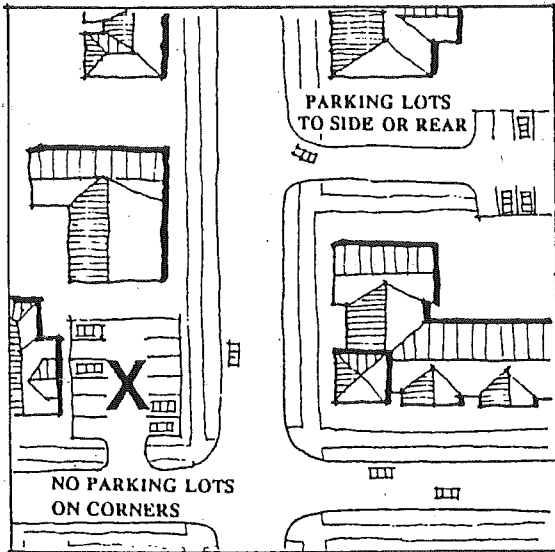 PARKING LOTS
TO SIDE OR REAR
X
NO PARKING LOTS
ON CORNERS